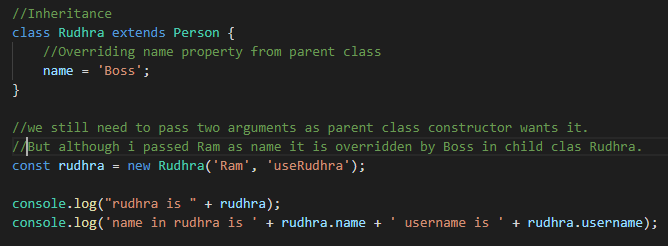 //Inheritance
class Rudhra extends Person {
    //Overriding name property from parent class
    name = 'Boss';
}

//we still need to pass two arguments as parent class constructor wants it.
//But although i passed Ram as name it is overridden by Boss in child clas Rudhra.
const rudhra = new Rudhra('Ram', 'useRudhra');

console.log("rudhra is " + rudhra);
console.log('name in rudhra is ' + rudhra.name + ' username is ' + rudhra.username);